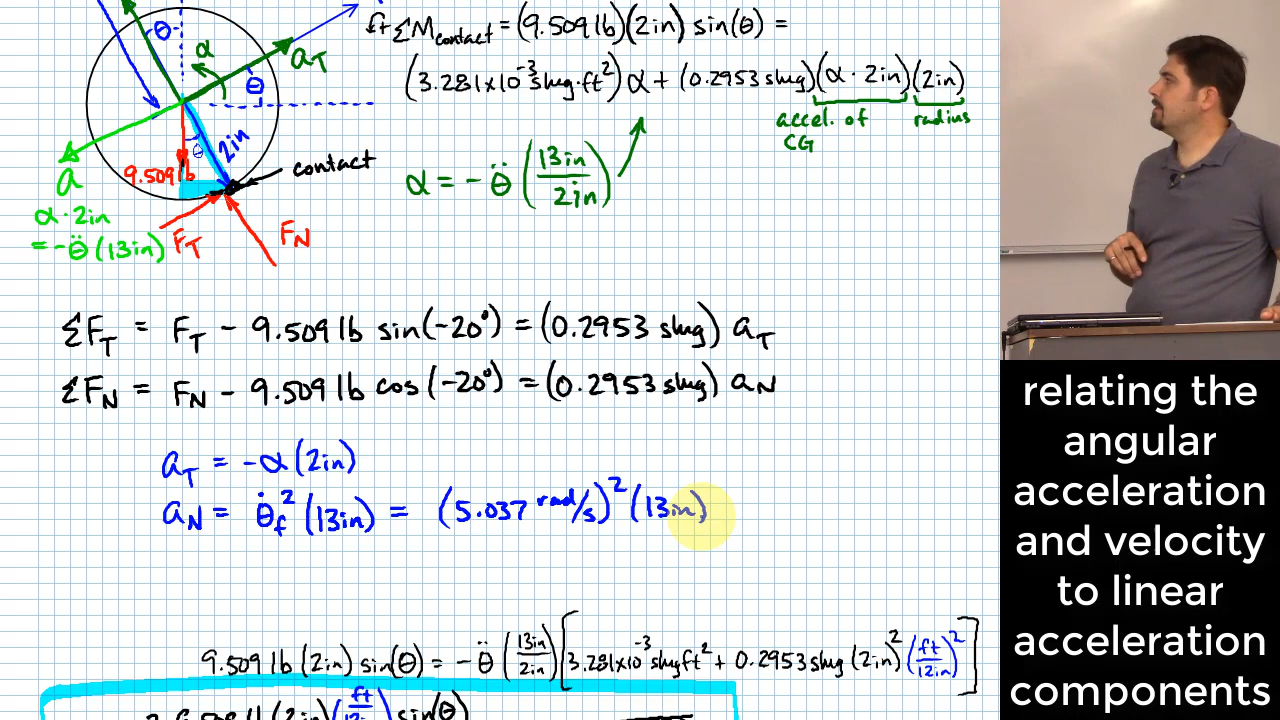 ΣM_contact = (9.509 lb)(2in) sin(θ) =
(3.281x10⁻³ slug·ft²) α + (0.2953 slug)(α · 2in)(2in)
accel. of CG
radius
α = -θ̈ (13in/2in)
θ
α
a_T
θ
θ
2in
9.509 lb
contact
a
α·2in
= -θ̈ (13in)
F_T
F_N
ΣF_T = F_T - 9.509 lb sin(-20°) = (0.2953 slug) a_T
ΣF_N = F_N - 9.509 lb cos(-20°) = (0.2953 slug) a_N
a_T = -α(2in)
a_N = θ̇_f² (13in) = (5.037 rad/s)² (13in)
9.509 lb (2in) sin(θ) = -θ̈ (13in/2in) [3.281x10⁻³ slug ft² + 0.2953 slug (2in)² (ft/12in)²]
relating the
angular
acceleration
and velocity
to linear
acceleration
components